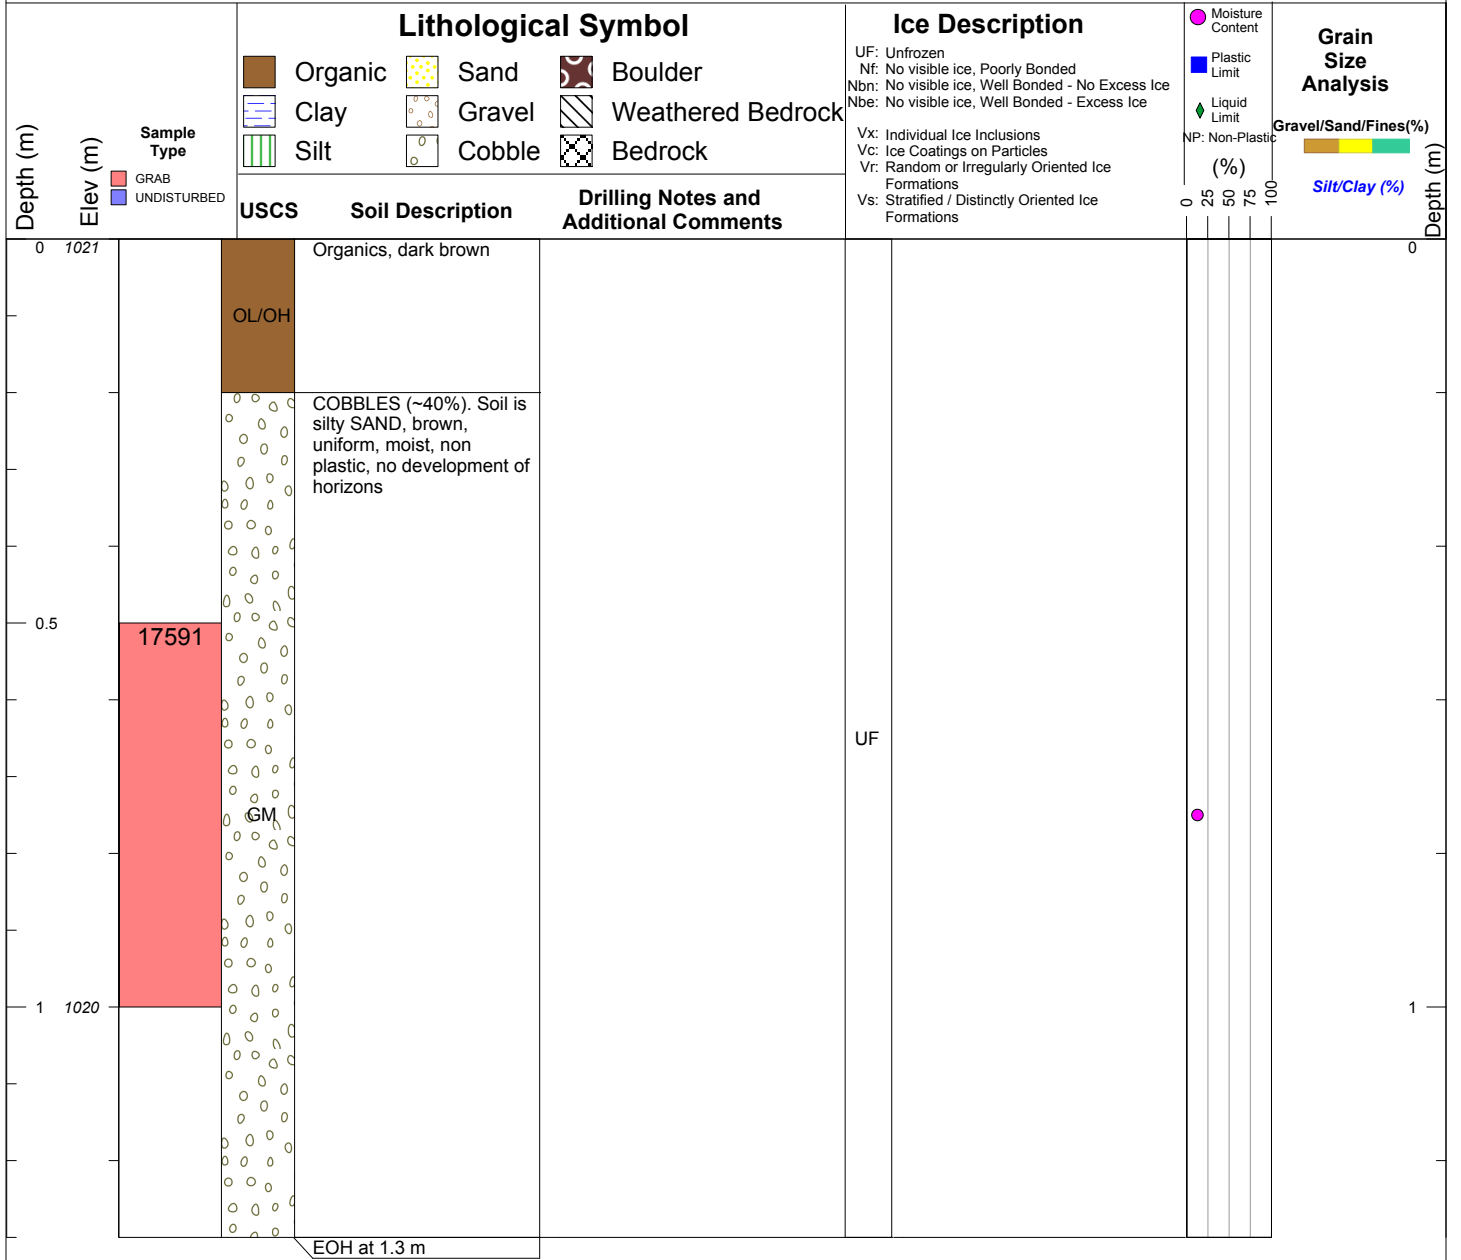 Lithological Symbol
Organic
Sand
Boulder
Clay
Gravel
Weathered Bedrock
Silt
Cobble
Bedrock
Ice Description
UF: Unfrozen
Nf: No visible ice, Poorly Bonded
Nbn: No visible ice, Well Bonded - No Excess Ice
Nbe: No visible ice, Well Bonded - Excess Ice
Vx: Individual Ice Inclusions
Vc: Ice Coatings on Particles
Vr: Random or Irregularly Oriented Ice
Formations
Vs: Stratified / Distinctly Oriented Ice
Formations
Moisture
Content
Plastic
Limit
Liquid
Limit
NP: Non-Plastic
(%)
0 25 50 75 100
Grain
Size
Analysis
Gravel/Sand/Fines(%)
Silt/Clay (%)
Depth (m)
Depth (m)
Elev (m)
Sample
Type
GRAB
UNDISTURBED
USCS
Soil Description
Drilling Notes and
Additional Comments
0 1021
Organics, dark brown
0
OL/OH
COBBLES (~40%). Soil is
silty SAND, brown,
uniform, moist, non
plastic, no development of
horizons
0.5
17591
UF
GM
1 1020
1
EOH at 1.3 m